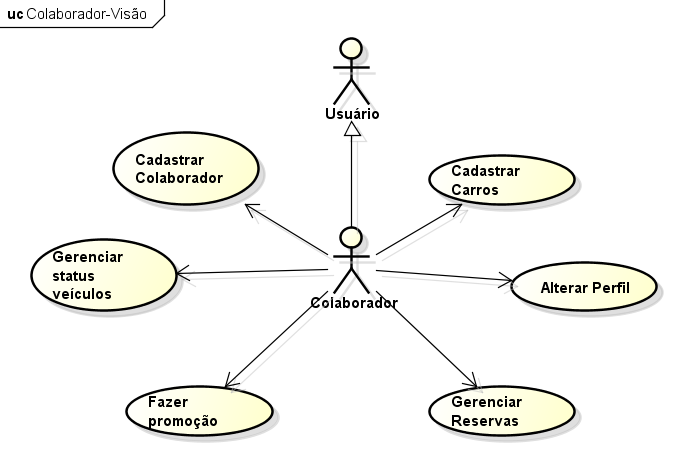 uc Colaborador-Visão
Usuário
Cadastrar
Colaborador
Cadastrar
Carros
Gerenciar
status
veículos
Colaborador
Alterar Perfil
Fazer
promoção
Gerenciar
Reservas